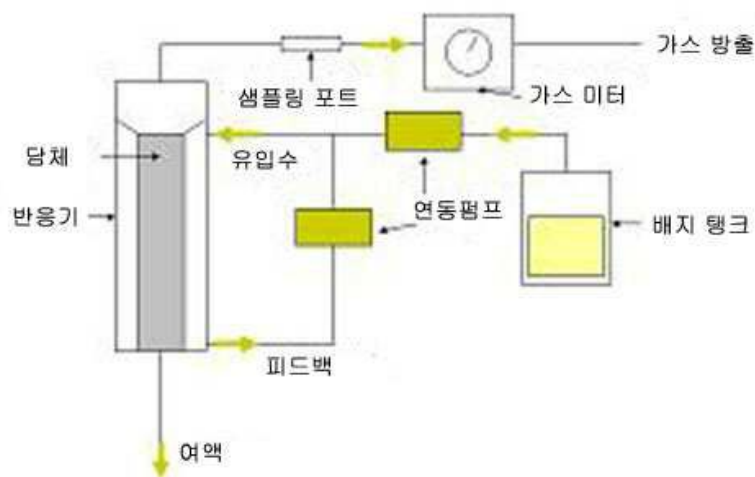 가스 방출
샘플링 포트
가스 미터
담체
유입수
반응기
연동펌프
배지 탱크
피드백
여액